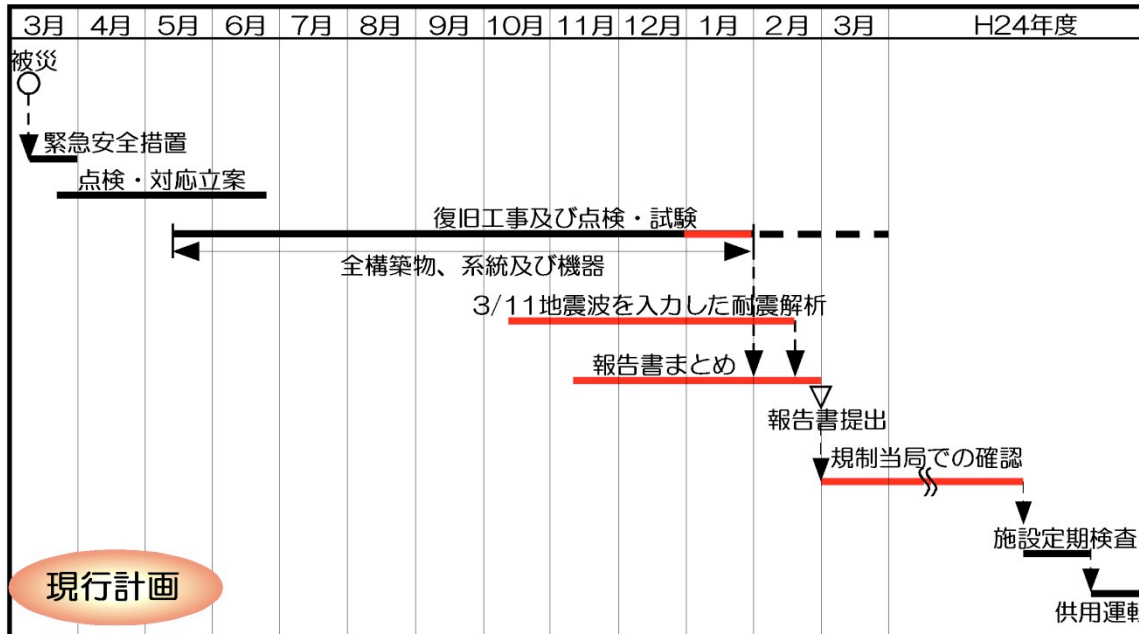 3月 4月 5月 6月 7月 8月 9月 10月 11月 12月 1月 2月 3月 H24年度
被災
緊急安全措置
点検・対応立案
復旧工事及び点検・試験
全構築物、系統及び機器
3/11地震波を入力した耐震解析
報告書まとめ
報告書提出
規制当局での確認
施設定期検査
供用運転
現行計画